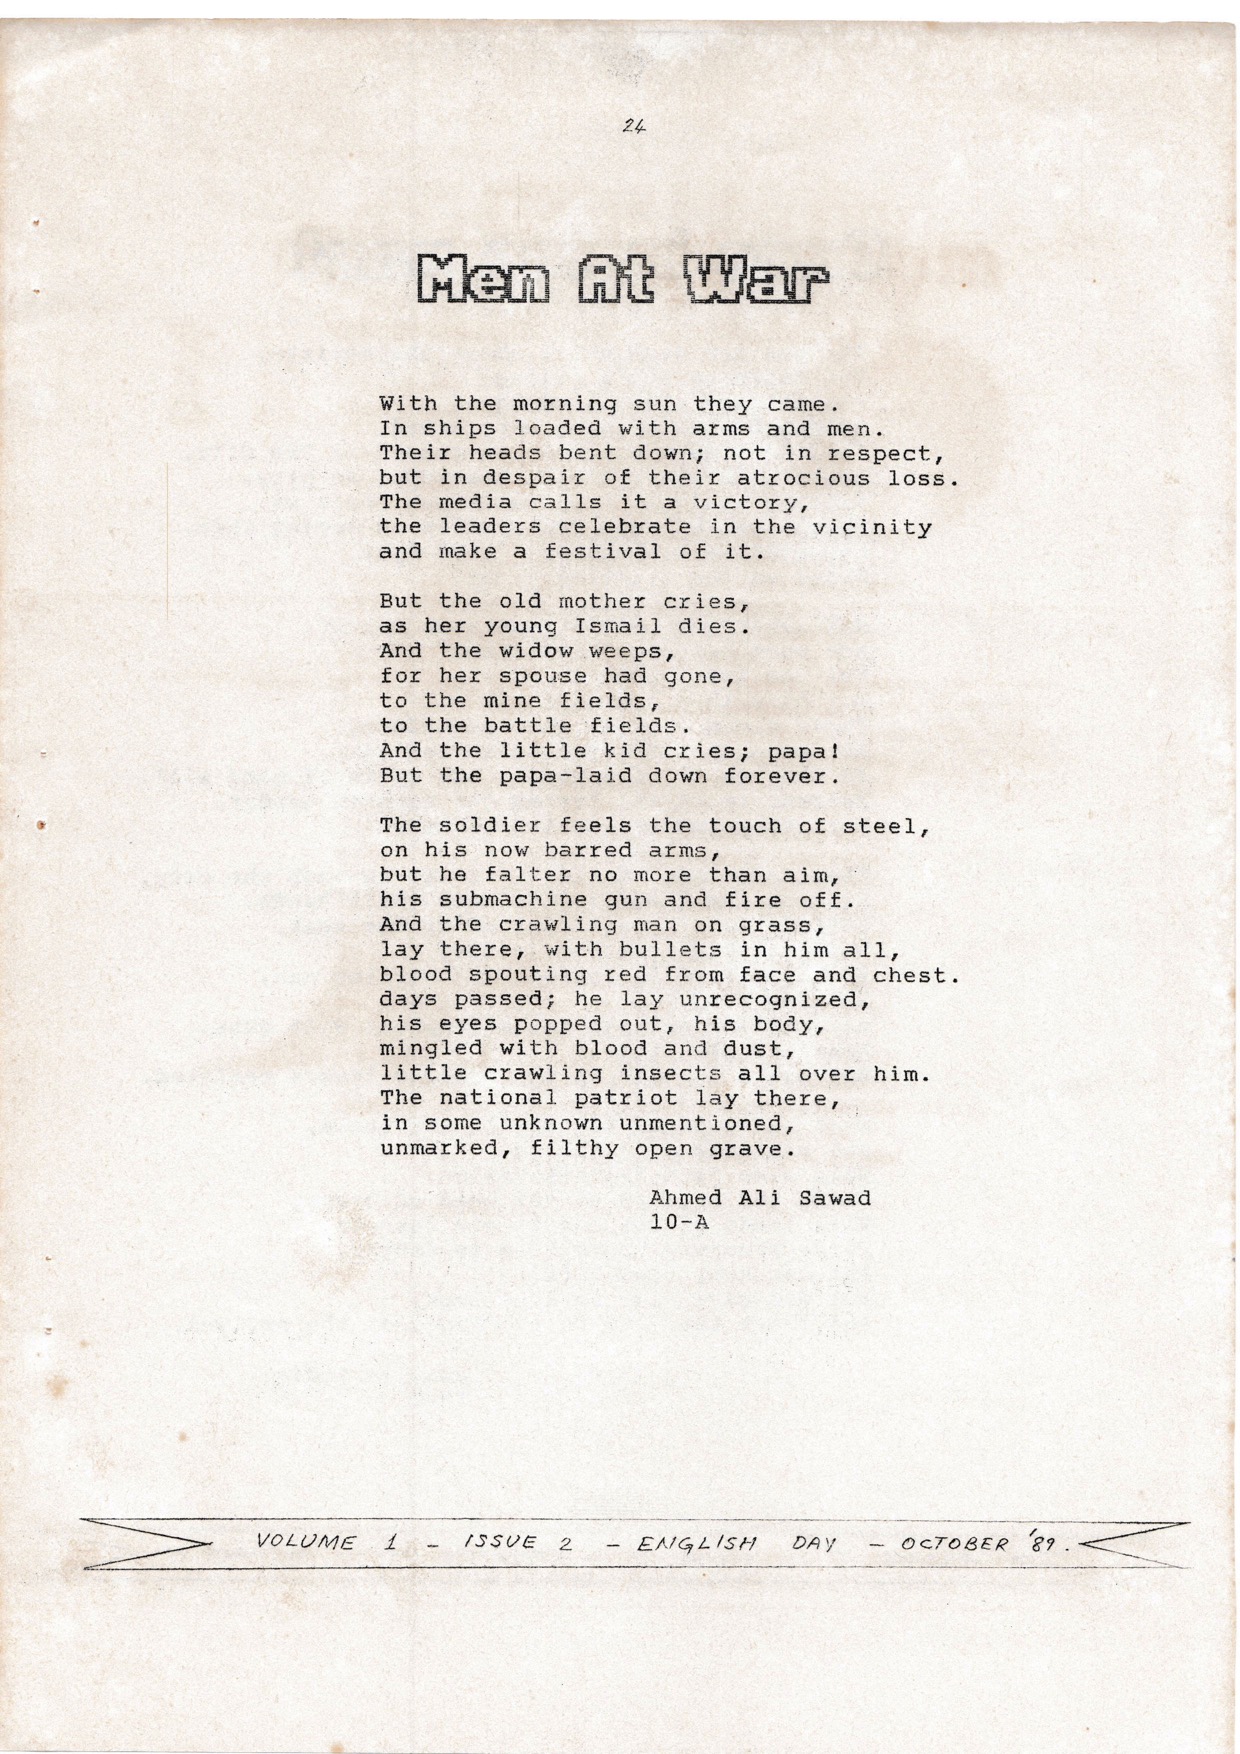 24
Men At War
With the morning sun they came.
In ships loaded with arms and men.
Their heads bent down; not in respect,
but in despair of their atrocious loss.
The media calls it a victory,
the leaders celebrate in the vicinity
and make a festival of it.
But the old mother cries,
as her young Ismail dies.
And the widow weeps,
for her spouse had gone,
to the mine fields,
to the battle fields.
And the little kid cries; papa!
But the papa-laid down forever.
The soldier feels the touch of steel,
on his now barred arms,
but he falter no more than aim,
his submachine gun and fire off.
And the crawling man on grass,
lay there, with bullets in him all,
blood spouting red from face and chest.
days passed; he lay unrecognized,
his eyes popped out, his body,
mingled with blood and dust,
little crawling insects all over him.
The national patriot lay there,
in some unknown unmentioned,
unmarked, filthy open grave.
Ahmed Ali Sawad
10-A
VOLUME 1 - ISSUE 2 - ENGLISH DAY - OCTOBER '89.